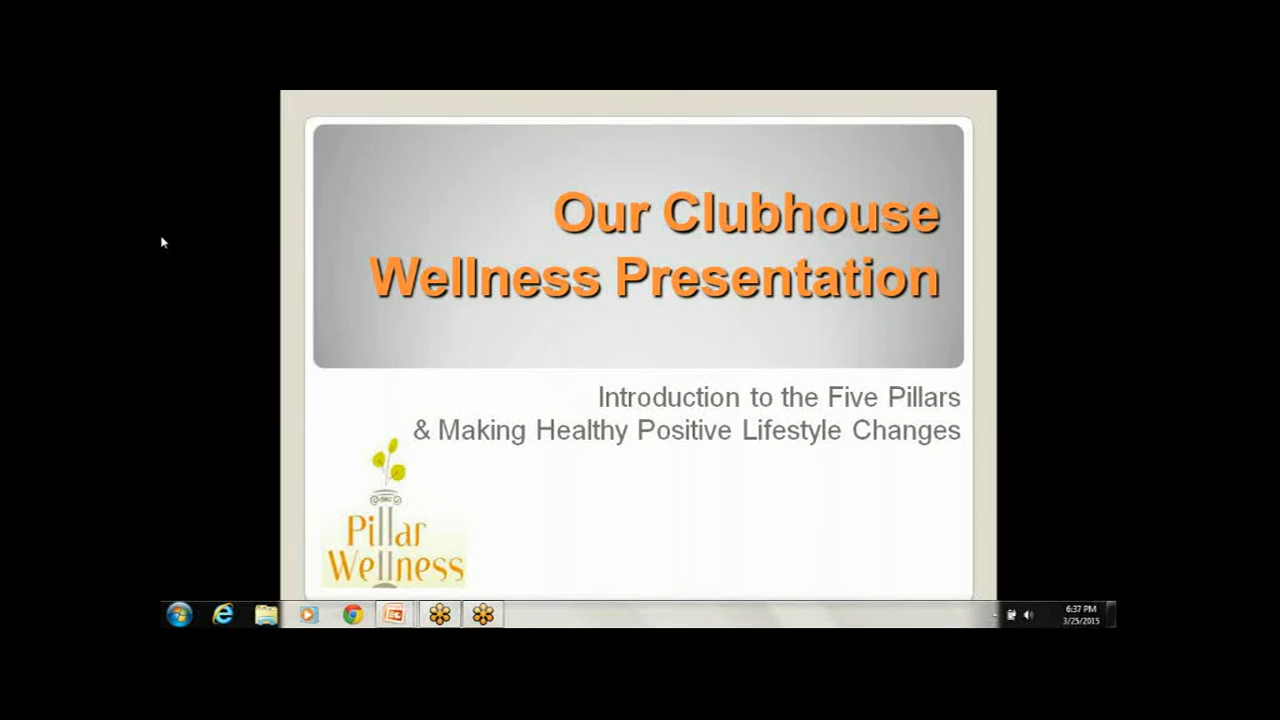 Our Clubhouse
Wellness Presentation
Introduction to the Five Pillars
& Making Healthy Positive Lifestyle Changes
Pillar
Wellness
6:37 PM
3/25/2015